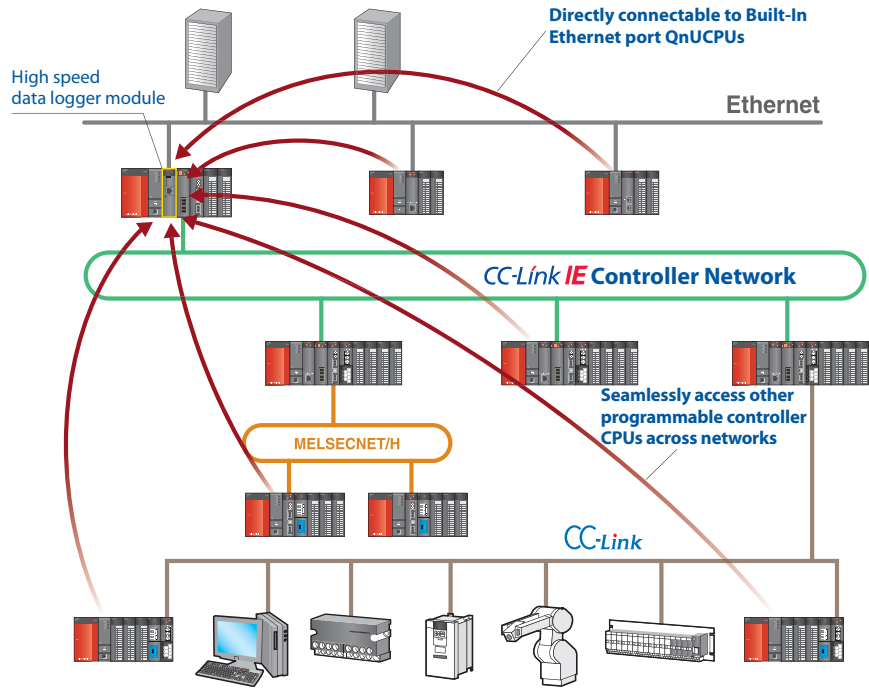 Directly connectable to Built-In
Ethernet port QnUCPUs
High speed
data logger module
Ethernet
CC-Link IE Controller Network
Seamlessly access other
programmable controller
CPUs across networks
MELSECNET/H
CC-Link